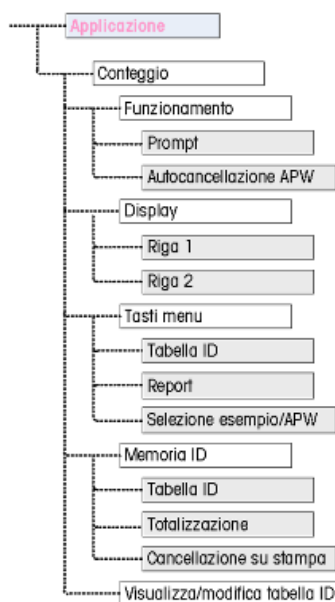 Applicazione
Conteggio
Funzionamento
Prompt
Autocancellazione APW
Display
Riga 1
Riga 2
Tasti menu
Tabella ID
Report
Selezione esempio/APW
Memoria ID
Tabella ID
Totalizzazione
Cancellazione su stampa
Visualizza/modifica tabella ID